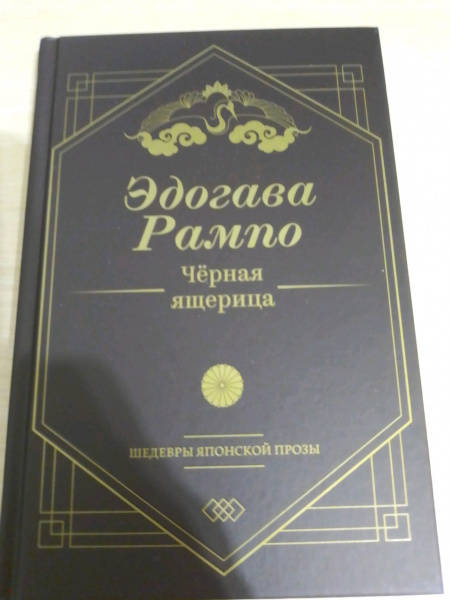 Эдогава
Рампо
Чёрная
ящерица
ШЕДЕВРЫ ЯПОНСКОЙ ПРОЗЫ